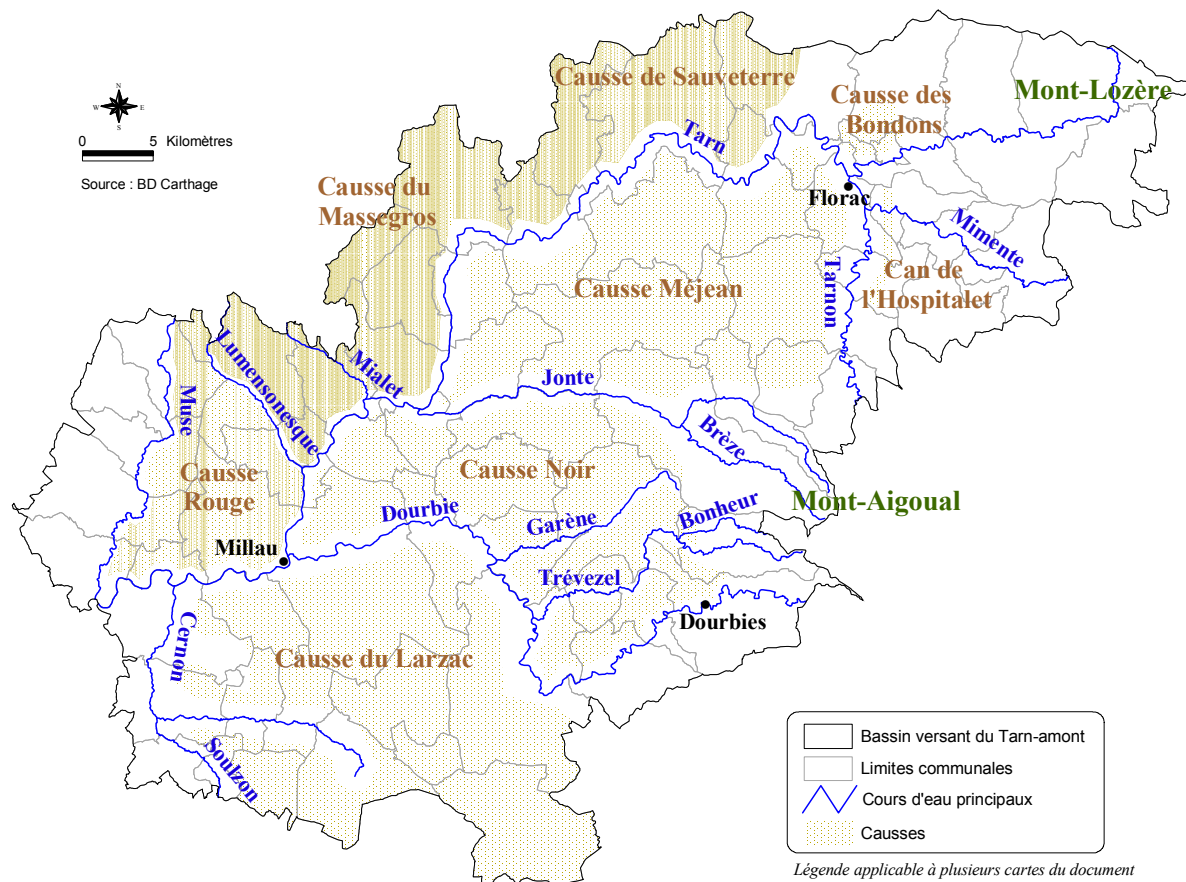 N
W E
S
0 5 Kilomètres
Source : BD Carthage
Causse de Sauveterre
Causse des
Bondons
Mont-Lozère
Tarn
Causse du
Massegros
Florac
Mimente
Can de
l'Hospitalet
Causse Méjean
Tarnon
Lumensonesque
Mialet
Muse
Jonte
Brèze
Causse
Rouge
Causse Noir
Mont-Aigoual
Dourbie
Garène
Bonheur
Millau
Trévezel
Dourbies
Cernon
Causse du Larzac
Soulzon
Bassin versant du Tarn-amont
Limites communales
Cours d'eau principaux
Causses
Légende applicable à plusieurs cartes du document